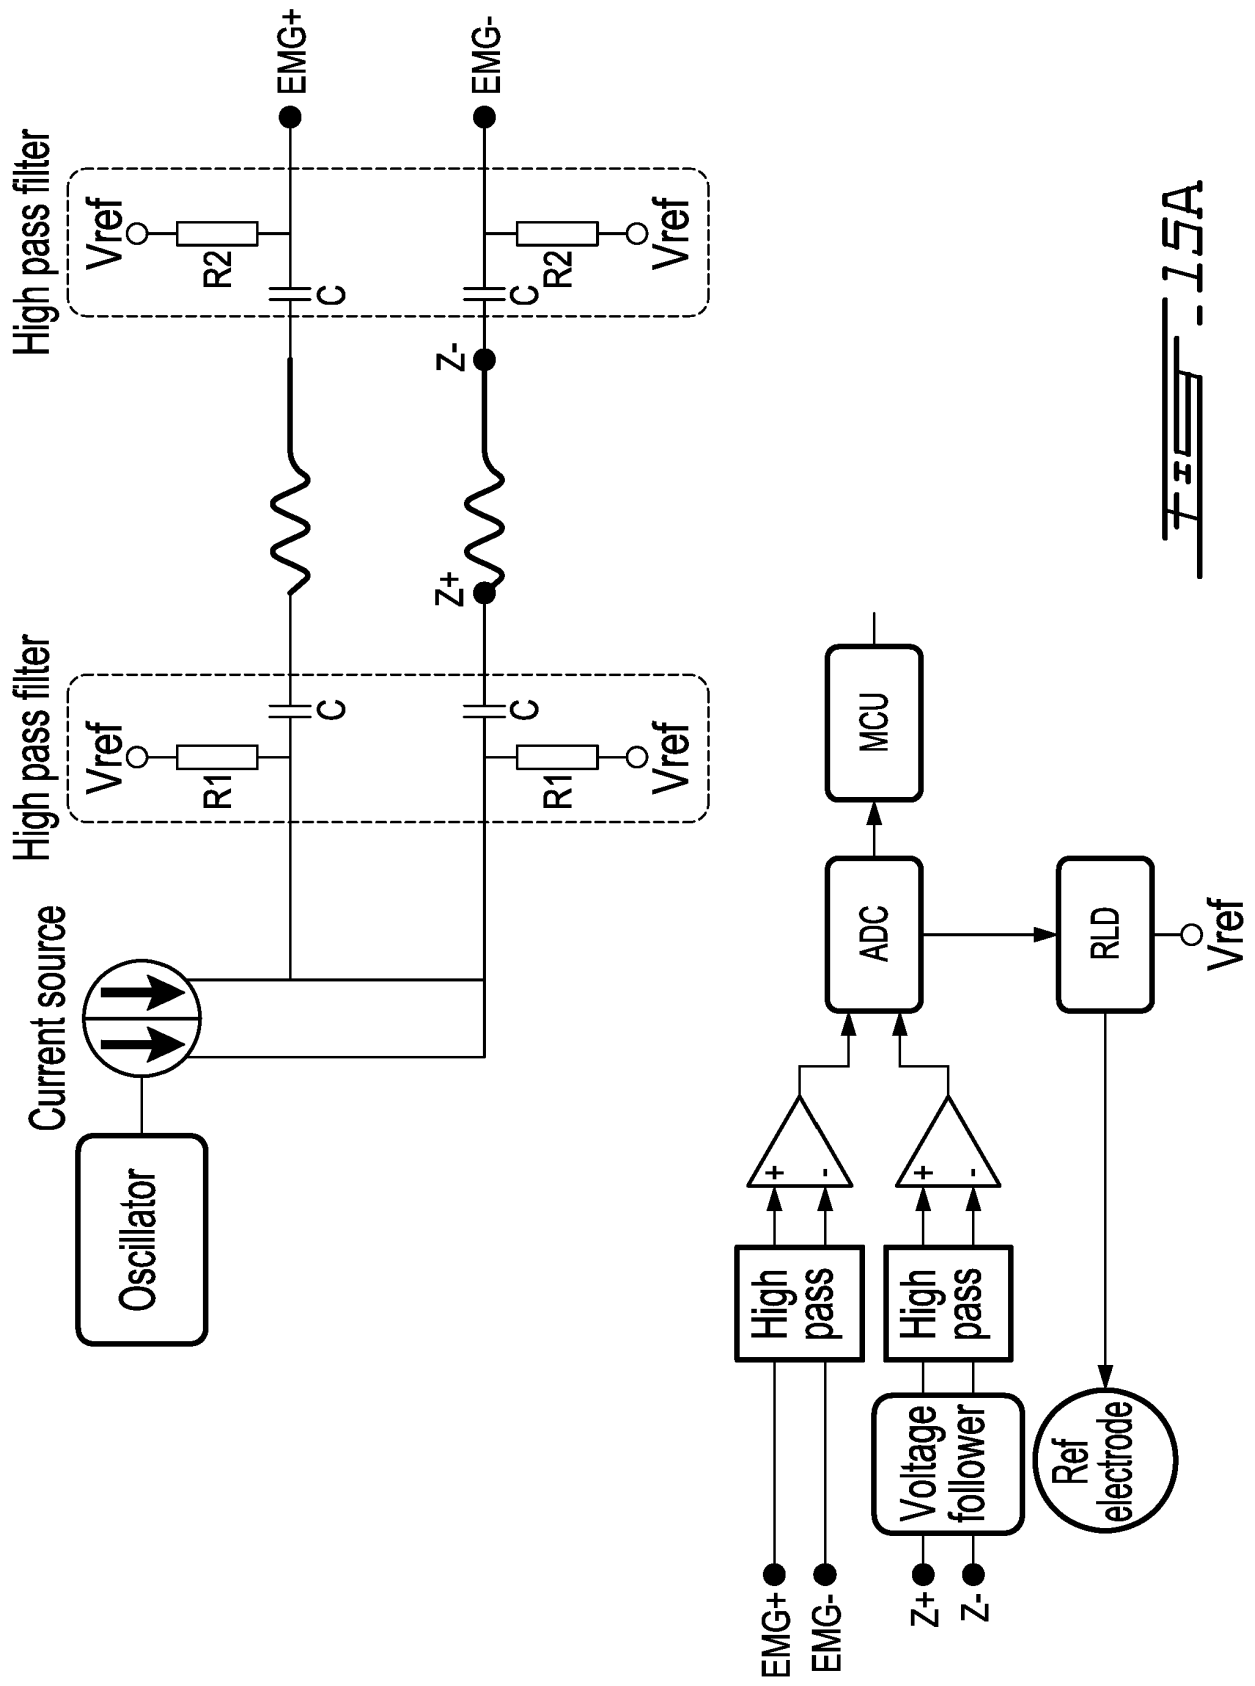 Oscillator
Current source
High pass filter
Vref
R1
C
C
R1
Vref
Z+
Z-
High pass filter
Vref
R2
C
C
R2
Vref
EMG+
EMG-
EMG+
EMG-
Z+
Z-
Voltage
follower
High
pass
High
pass
+
-
+
-
ADC
MCU
RLD
Vref
Ref
electrode
FIG-15A